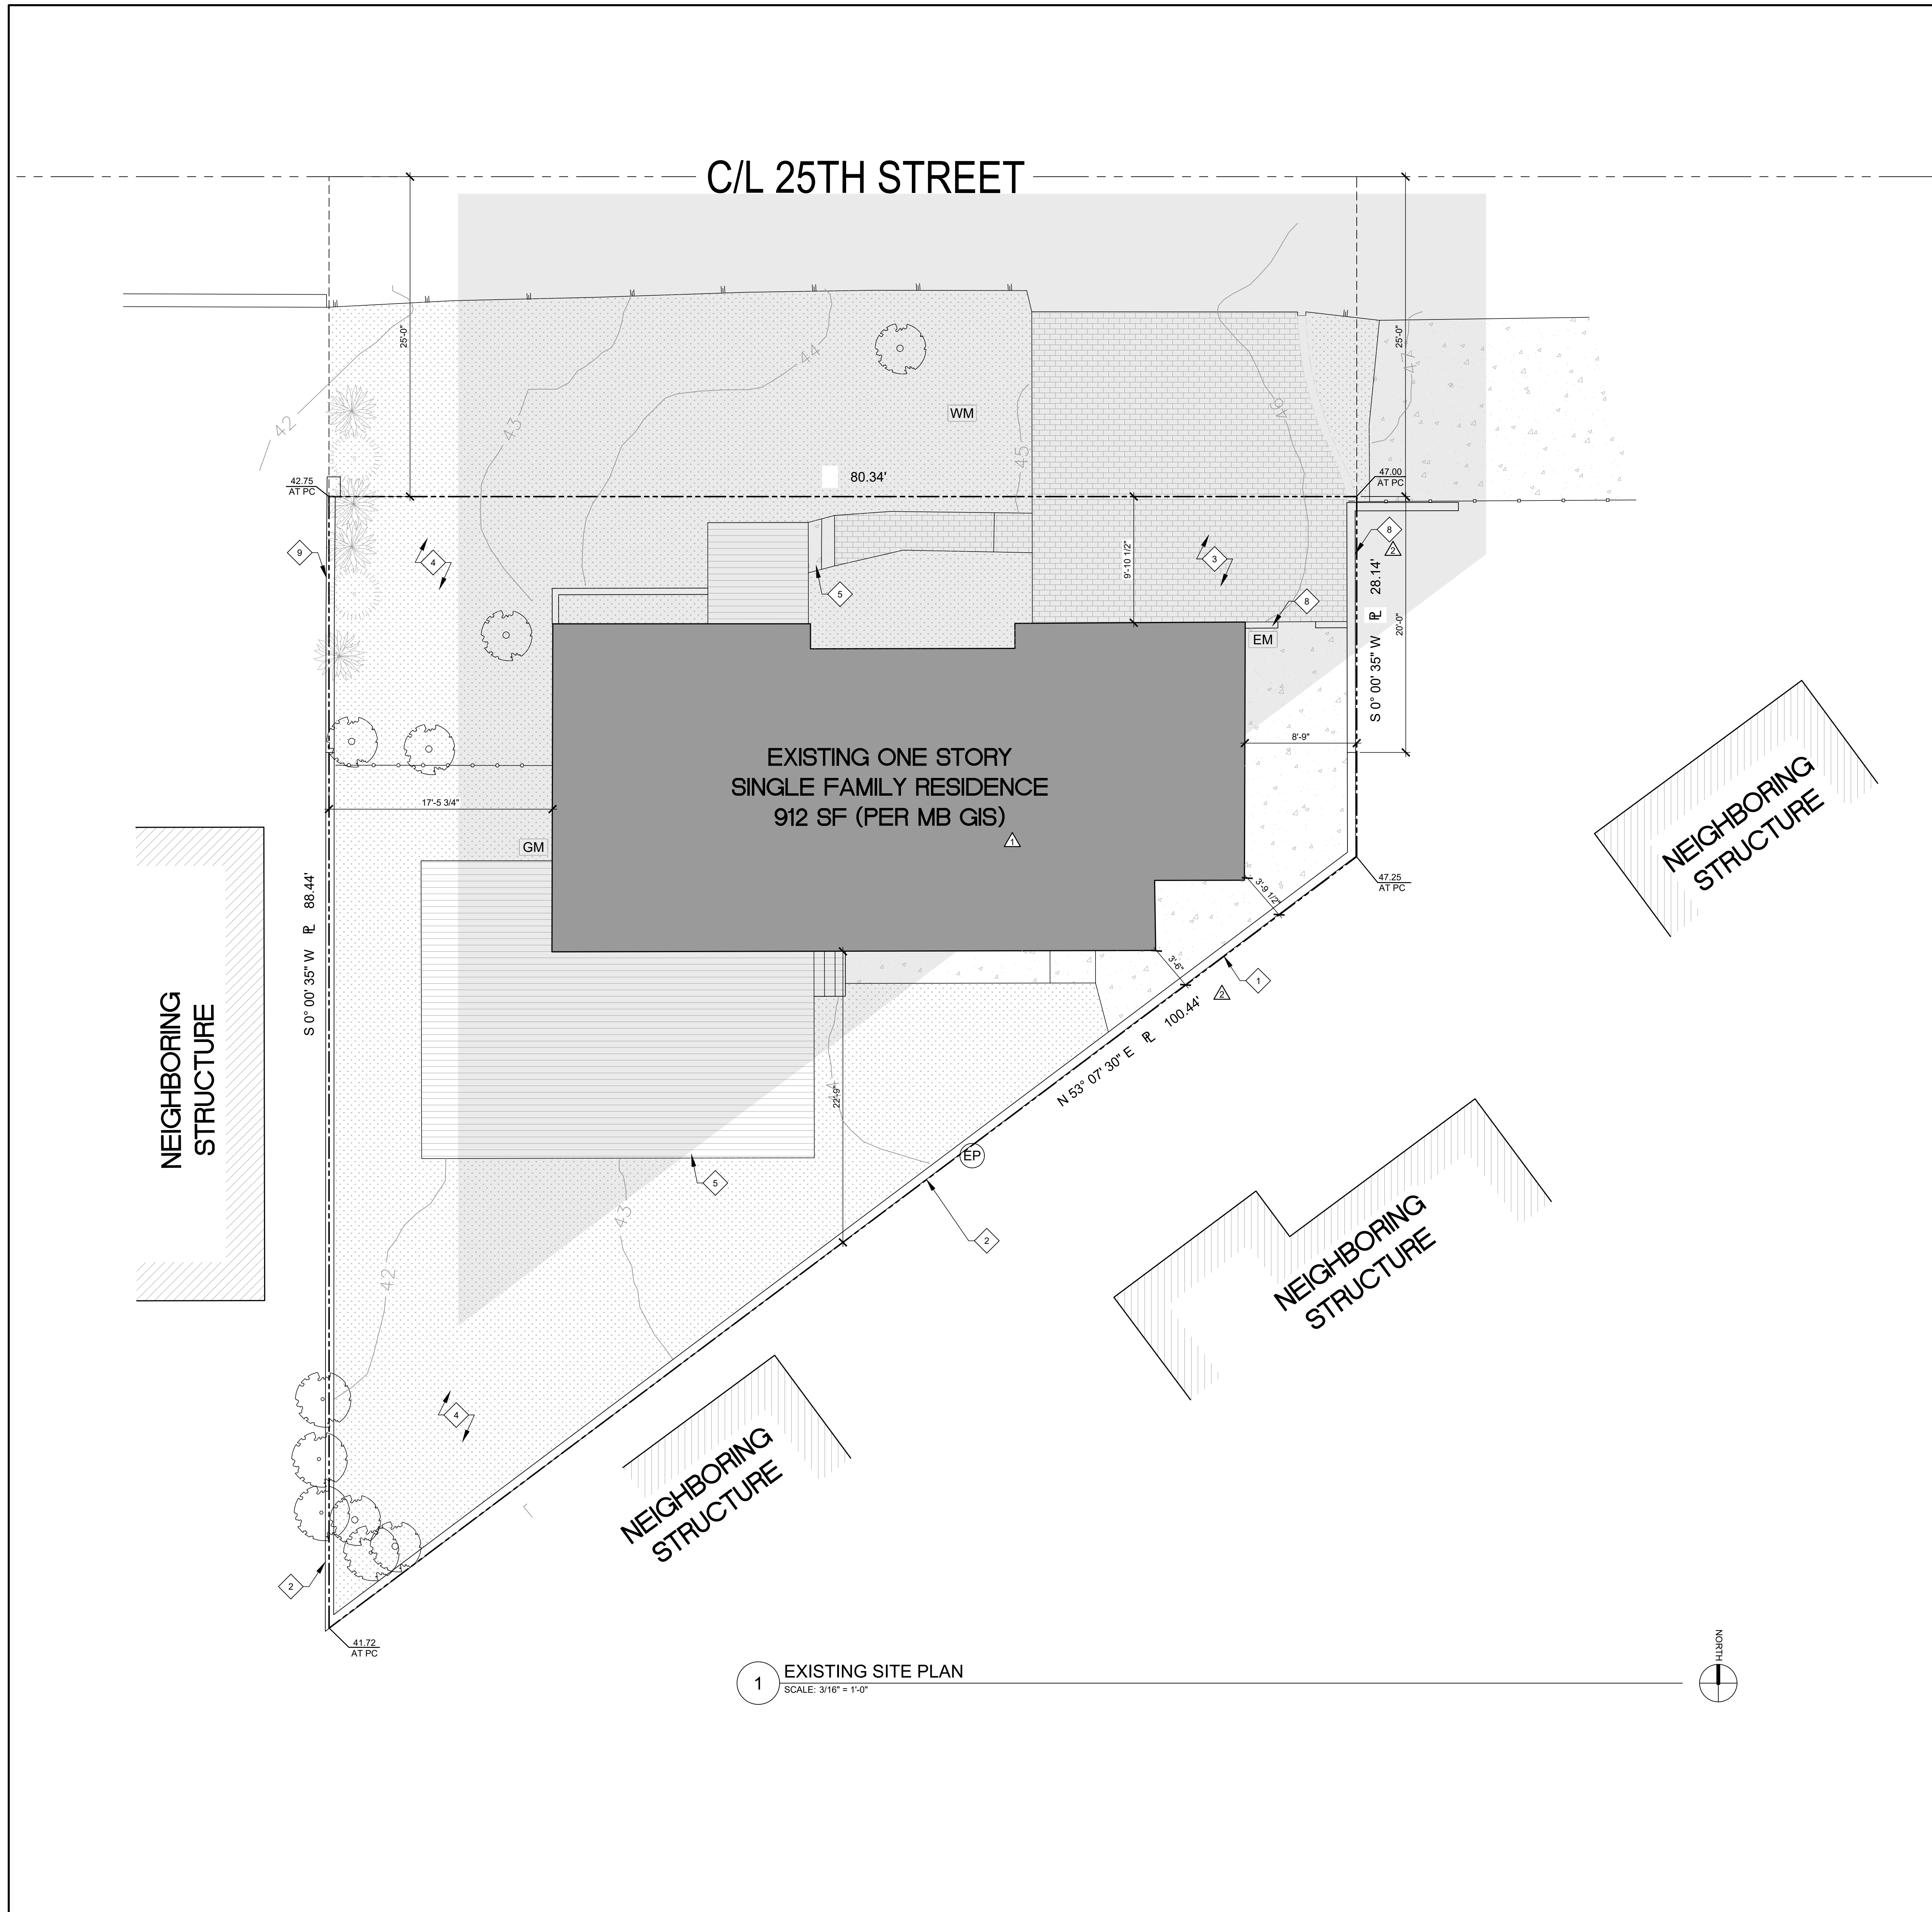 C/L 25TH STREET
25'-0"
25'-0"
42
43
44
45
46
47
WM
80.34'
42.75
AT PC
47.00
AT PC
9
4
5
3
8
8
2
9'-10 1/2"
EM
S 0° 00' 35" W PL 28.14'
20'-0"
EXISTING ONE STORY
SINGLE FAMILY RESIDENCE
912 SF (PER MB GIS)
1
8'-9"
17'-5 3/4"
GM
S 0° 00' 35" W PL 88.44'
47.25
AT PC
3'-9 1/2"
3'-6"
1
2
N 53° 07' 30" E PL 100.44'
22'-9"
EP
5
2
42
43
4
2
41.72
AT PC
NEIGHBORING
STRUCTURE
NEIGHBORING
STRUCTURE
NEIGHBORING
STRUCTURE
NEIGHBORING
STRUCTURE
1
EXISTING SITE PLAN
SCALE: 3/16" = 1'-0"
NORTH